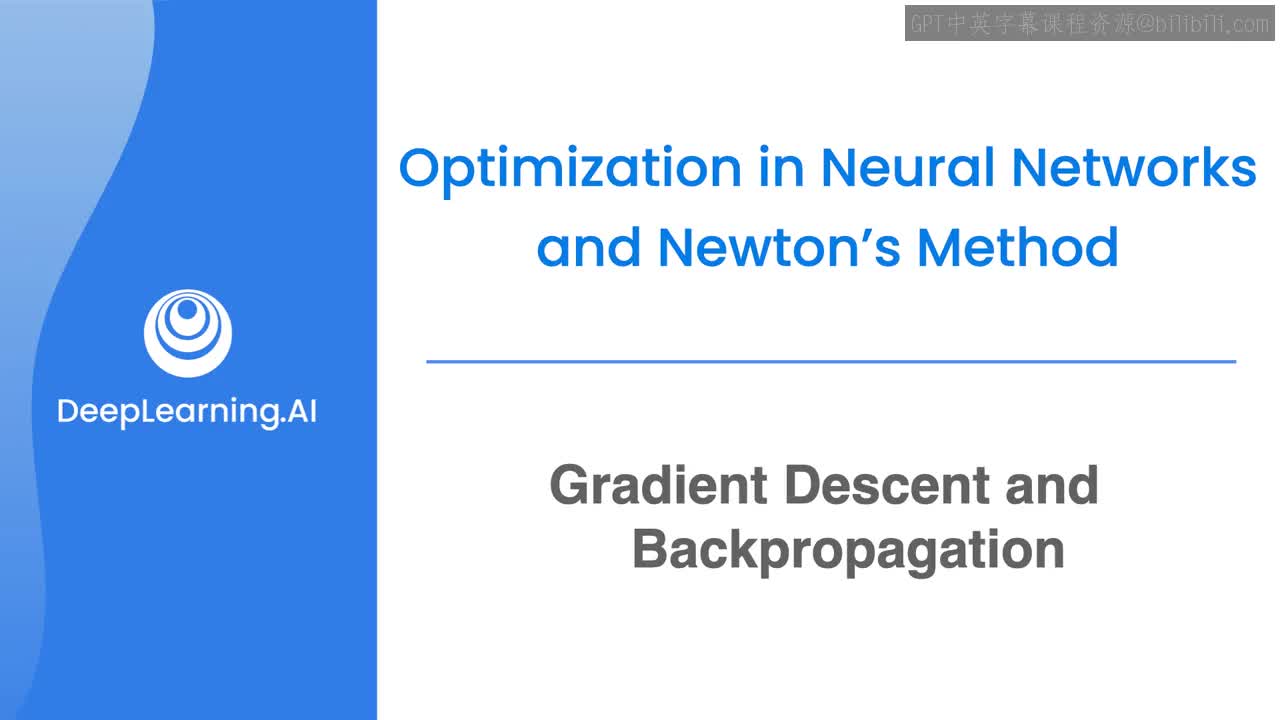 GPT中英字幕课程资源@bilibili.com
Optimization in Neural Networks
and Newton’s Method
DeepLearning.AI
Gradient Descent and
Backpropagation